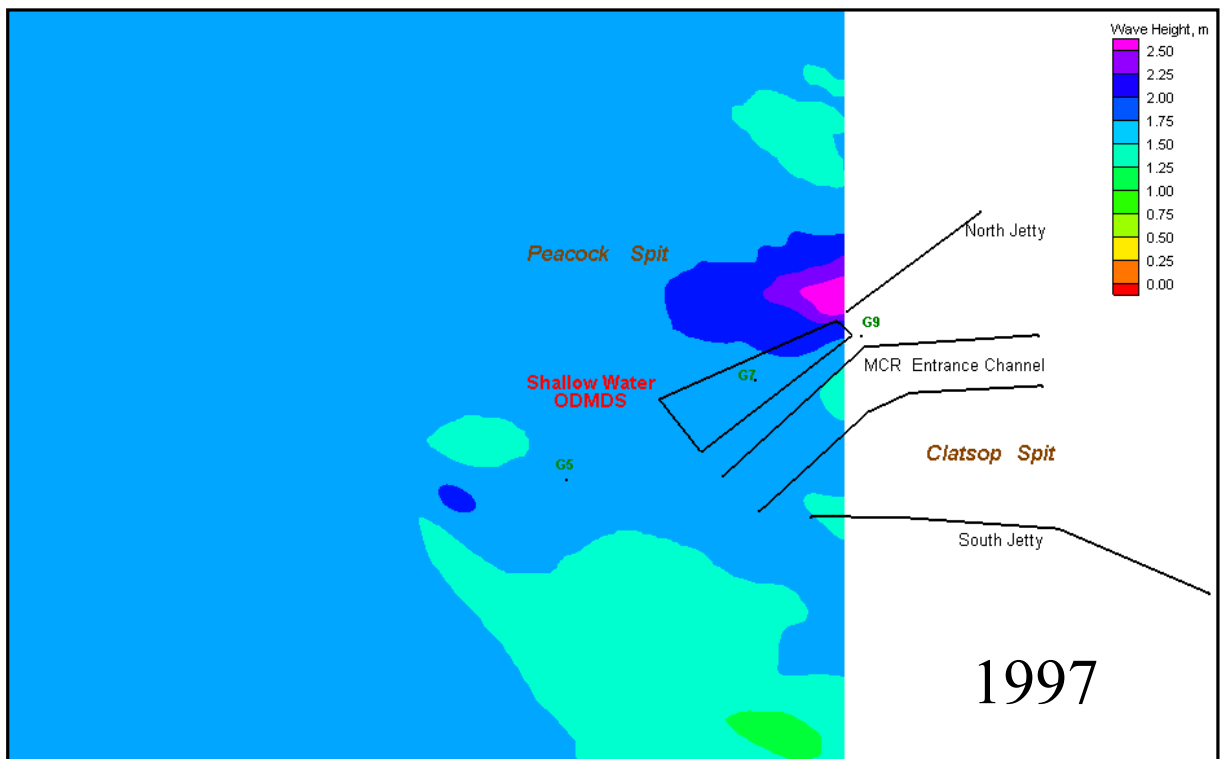 Wave Height, m
2.50
2.25
2.00
1.75
1.50
1.25
1.00
0.75
0.50
0.25
0.00
North Jetty
Peacock Spit
G9
MCR Entrance Channel
G7
Shallow Water
ODMDS
Clatsop Spit
G5
South Jetty
1997